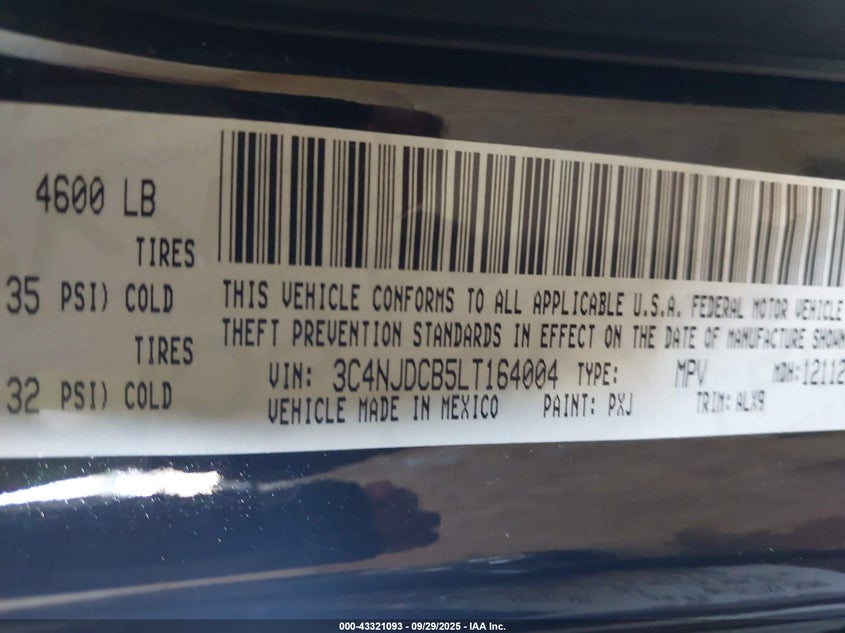 4600 LB
TIRES
35 PSI) COLD
THIS VEHICLE CONFORMS TO ALL APPLICABLE U.S.A. FEDERAL MOTOR VEHICLE
THEFT PREVENTION STANDARDS IN EFFECT ON THE DATE OF MANUFACTURE SHOWN
TIRES
VIN: 3C4NJDCB5LT164004 TYPE: MPV MDH:12112
32 PSI) COLD
VEHICLE MADE IN MEXICO PAINT: PXJ TRIM: ALX9
000-43321093 - 09/29/2025 - IAA Inc.